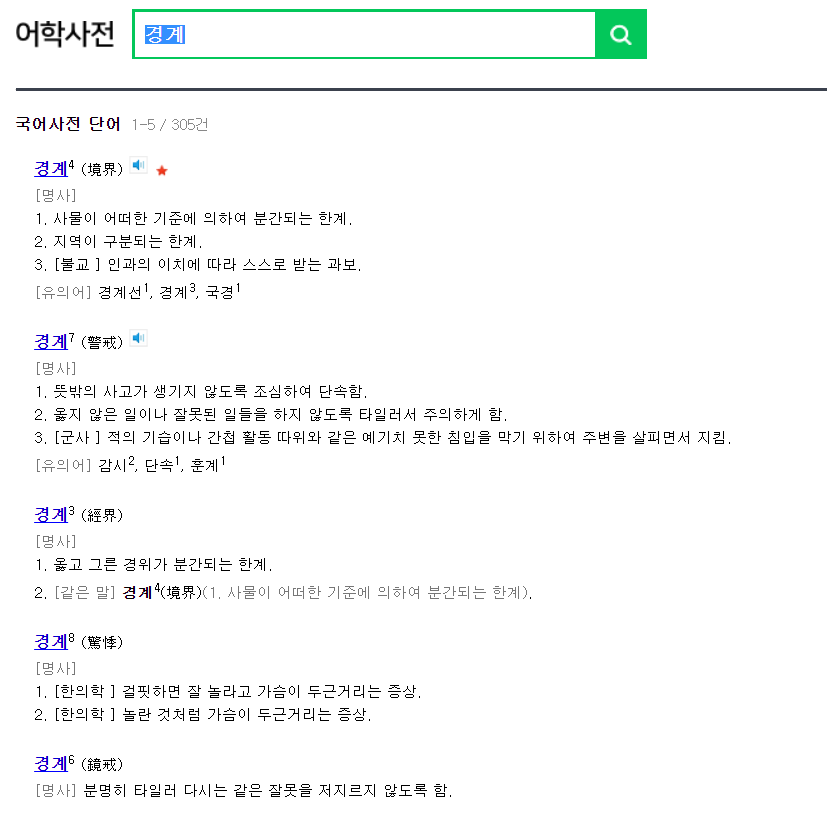 어학사전 경계
국어사전 단어 1-5 / 305건
경계4 (境界)
[명사]
1. 사물이 어떠한 기준에 의하여 분간되는 한계.
2. 지역이 구분되는 한계.
3. [불교 ] 인과의 이치에 따라 스스로 받는 과보.
[유의어] 경계선1, 경계3, 국경1
경계7 (警戒)
[명사]
1. 뜻밖의 사고가 생기지 않도록 조심하여 단속함.
2. 옳지 않은 일이나 잘못된 일들을 하지 않도록 타일러서 주의하게 함.
3. [군사 ] 적의 기습이나 간첩 활동 따위와 같은 예기치 못한 침입을 막기 위하여 주변을 살피면서 지킴.
[유의어] 감시2, 단속1, 훈계1
경계3 (經界)
[명사]
1. 옳고 그른 경위가 분간되는 한계.
2. [같은 말] 경계4(境界)(1. 사물이 어떠한 기준에 의하여 분간되는 한계).
경계8 (驚悸)
[명사]
1. [한의학 ] 걸핏하면 잘 놀라고 가슴이 두근거리는 증상.
2. [한의학 ] 놀란 것처럼 가슴이 두근거리는 증상.
경계6 (鏡戒)
[명사] 분명히 타일러 다시는 같은 잘못을 저지르지 않도록 함.